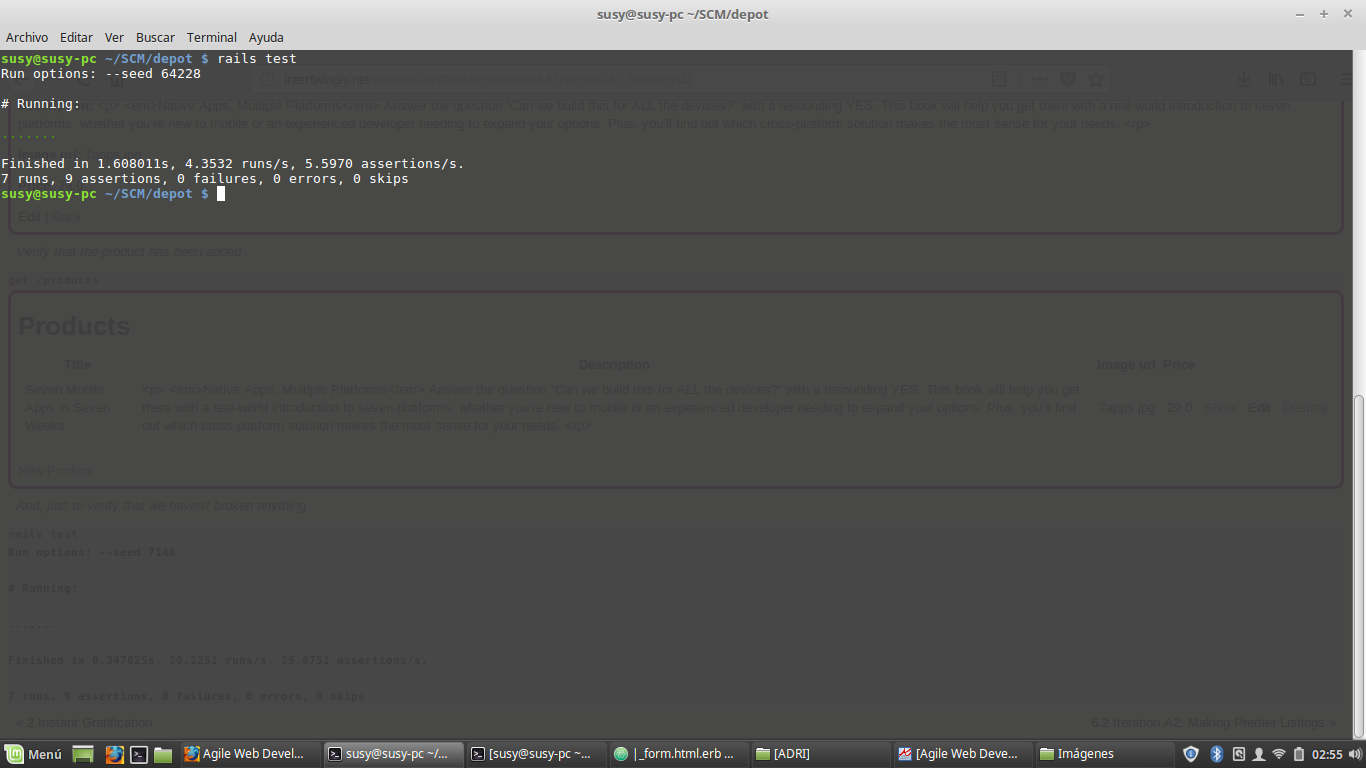 susy@susy-pc ~/SCM/depot
Archivo Editar Ver Buscar Terminal Ayuda
susy@susy-pc ~/SCM/depot $ rails test
Run options: --seed 64228
intertwingly.net
# Running:
<p> <em>Native Apps, Multiple Platforms</em> Answer the question “Can we build this for ALL the devices?” with a resounding YES. This book will help you get there with a real-world introduction to seven
platforms, whether you’re new to mobile or an experienced developer needing to expand your options. Plus, you’ll find out which cross-platform solution makes the most sense for your needs. </p>
.......
Finished in 1.608011s, 4.3532 runs/s, 5.5970 assertions/s.
7 runs, 9 assertions, 0 failures, 0 errors, 0 skips
susy@susy-pc ~/SCM/depot $
Edit | Back
Verify that the product has been added
get /products
Products
Title Description Image url Price
Seven Mobile <p> <em>Native Apps, Multiple Platforms</em> Answer the question “Can we build this for ALL the devices?” with a resounding YES. This book will help you get
Apps in Seven there with a real-world introduction to seven platforms, whether you’re new to mobile or an experienced developer needing to expand your options. Plus, you’ll find 7apps.jpg 29.0 Show Edit Destroy
Weeks out which cross-platform solution makes the most sense for your needs. </p>
New Product
And, just to verify that we haven't broken anything
rails test
Run options: --seed 7146
# Running:
.......
Finished in 0.347825s, 20.1251 runs/s, 25.8751 assertions/s.
7 runs, 9 assertions, 0 failures, 0 errors, 0 skips
« 2 Instant Gratification 6.2 Iteration A2: Making Prettier Listings »
Menú Agile Web Devel... susy@susy-pc ~/... [susy@susy-pc ~... |_form.html.erb ... [ADRI] [Agile Web Deve... Imágenes 02:55